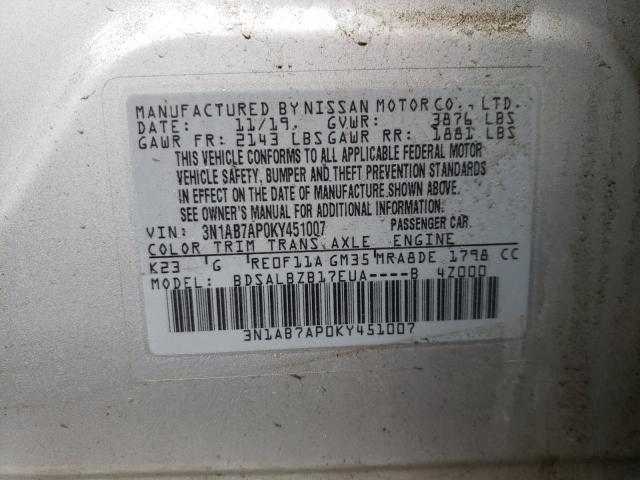 MANUFACTURED BY NISSAN MOTOR CO., LTD.
DATE: 11/19. GVWR: 3876 LBS
GAWR FR: 2143 LBS GAWR RR: 1881 LBS
THIS VEHICLE CONFORMS TO ALL APPLICABLE FEDERAL MOTOR
VEHICLE SAFETY, BUMPER AND THEFT PREVENTION STANDARDS
IN EFFECT ON THE DATE OF MANUFACTURE SHOWN ABOVE.
SEE OWNER'S MANUAL FOR ADDITIONAL INFORMATION.
VIN: 3N1AB7AP0KY451007 PASSENGER CAR.
COLOR TRIM TRANS AXLE ENGINE
K23 G RE0F11A GM35 MRA8DE 1798 CC
MODEL: BDSALBZB17EUA----B 4Z000
3N1AB7AP0KY451007